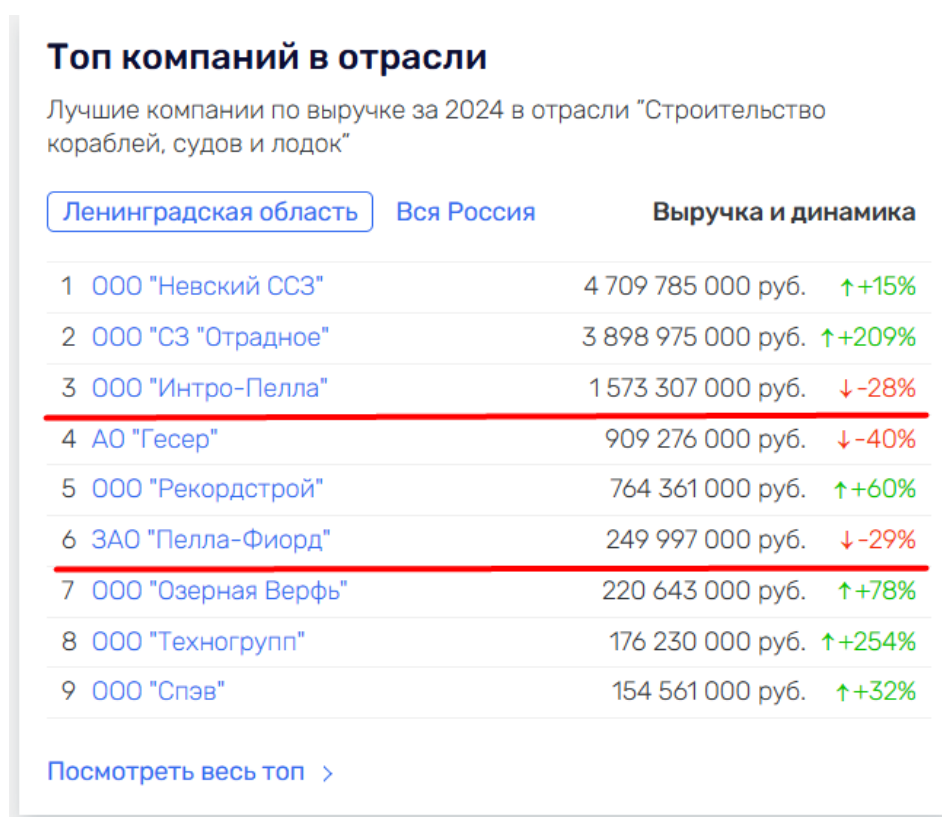 Топ компаний в отрасли
Лучшие компании по выручке за 2024 в отрасли "Строительство
кораблей, судов и лодок"
Ленинградская область Вся Россия Выручка и динамика
1 ООО "Невский ССЗ" 4 709 785 000 руб. ↑+15%
2 ООО "СЗ "Отрадное" 3 898 975 000 руб. ↑+209%
3 ООО "Интро-Пелла" 1 573 307 000 руб. ↓-28%
4 АО "Гесер" 909 276 000 руб. ↓-40%
5 ООО "Рекордстрой" 764 361 000 руб. ↑+60%
6 ЗАО "Пелла-Фиорд" 249 997 000 руб. ↓-29%
7 ООО "Озерная Верфь" 220 643 000 руб. ↑+78%
8 ООО "Техногрупп" 176 230 000 руб. ↑+254%
9 ООО "Спэв" 154 561 000 руб. ↑+32%
Посмотреть весь топ >